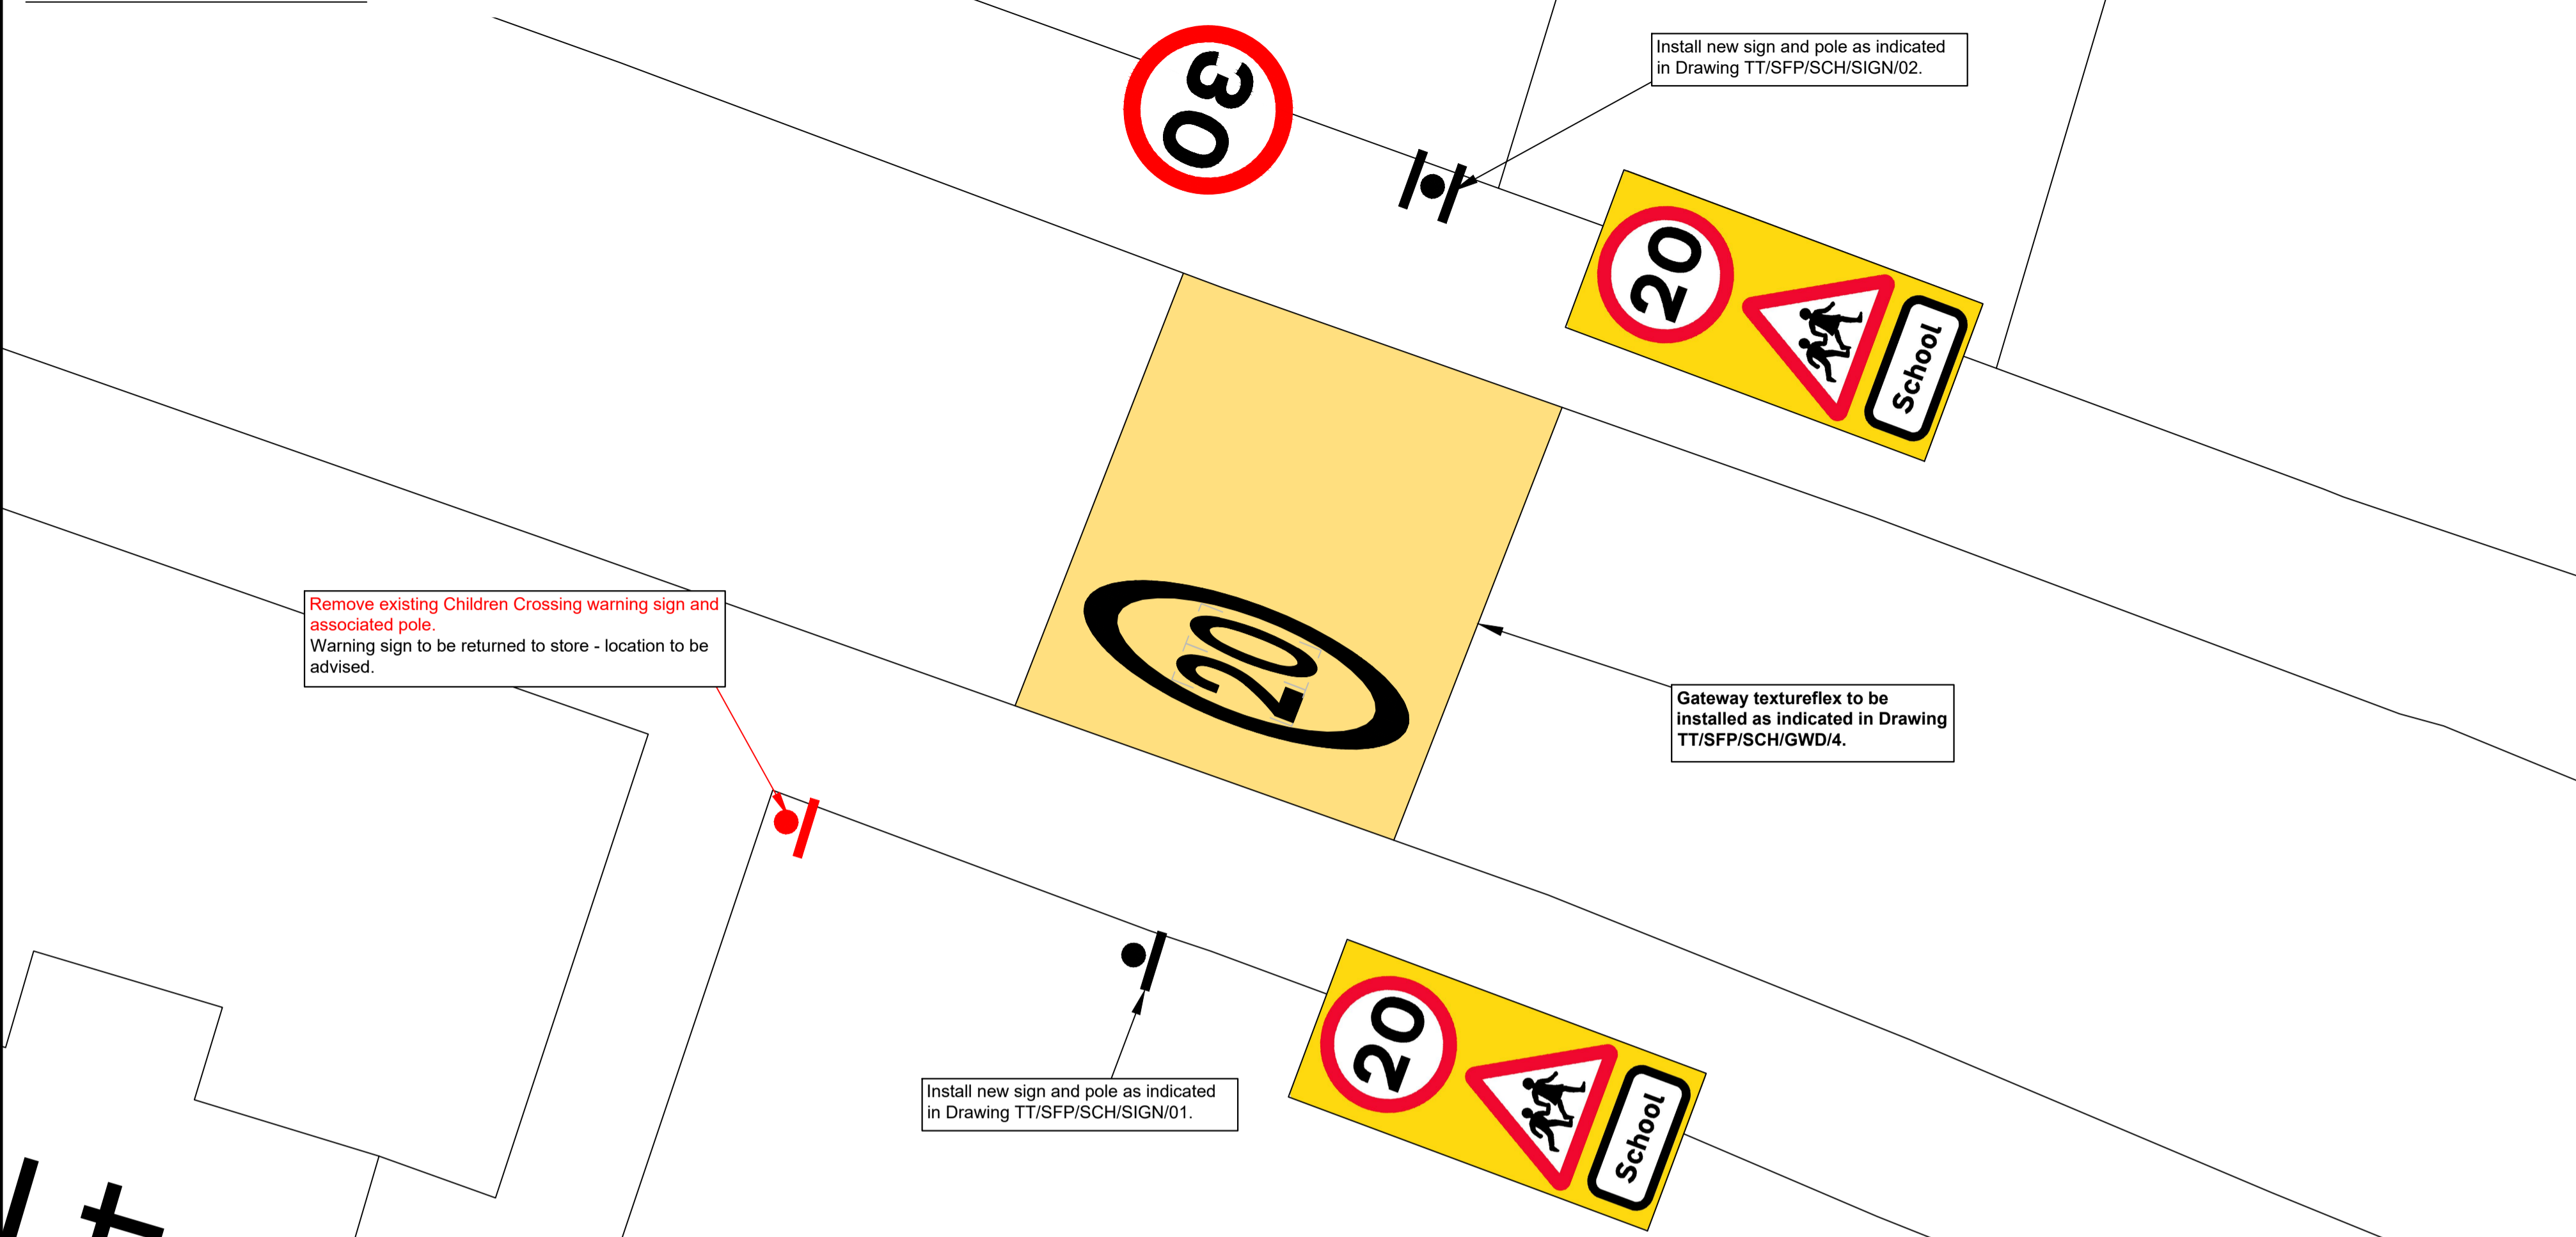 30
Install new sign and pole as indicated
in Drawing TT/SFP/SCH/SIGN/02.
20
School
Remove existing Children Crossing warning sign and
associated pole.
Warning sign to be returned to store - location to be
advised.
20
Gateway textureflex to be
installed as indicated in Drawing
TT/SFP/SCH/GWD/4.
Install new sign and pole as indicated
in Drawing TT/SFP/SCH/SIGN/01.
20
School